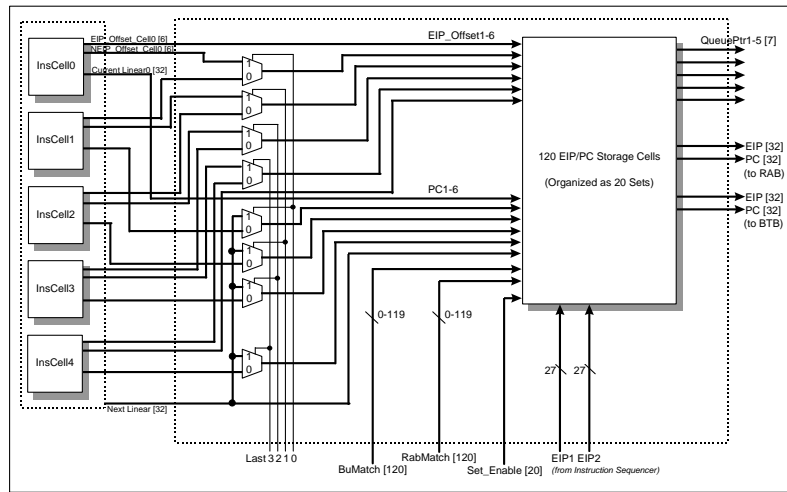 EIP_Offset_Cell0 [6]
NEIP_Offset_Cell0 [6]
EIP_Offset1-6
QueuePtr1-5 [7]
InsCell0
Current Linear0 [32]
1
0
1
0
InsCell1
1
0
1
0
120 EIP/PC Storage Cells
(Organized as 20 Sets)
EIP [32]
PC [32]
(to RAB)
PC1-6
EIP [32]
PC [32]
(to BTB)
InsCell2
1
0
1
0
InsCell3
1
0
0-119
0-119
InsCell4
1
0
27
27
Next Linear [32]
Last 3 2 1 0
BuMatch [120]
RabMatch [120]
Set_Enable [20]
EIP1 EIP2
(from Instruction Sequencer)